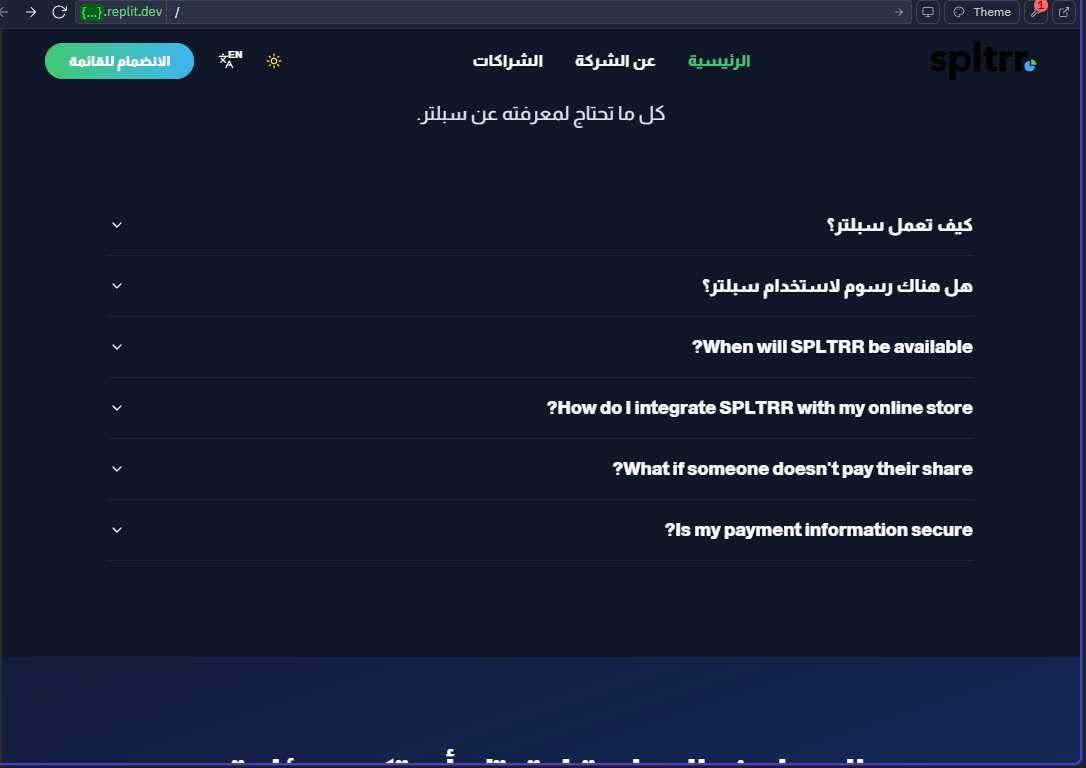 {...}.replit.dev /
Theme
1
spltrr
الرئيسية
عن الشركة
الشراكات
EN
文A
الانضمام للقائمة
كل ما تحتاج لمعرفته عن سبلتر.
كيف تعمل سبلتر؟
هل هناك رسوم لاستخدام سبلتر؟
When will SPLTRR be available?
How do I integrate SPLTRR with my online store?
What if someone doesn't pay their share?
Is my payment information secure?